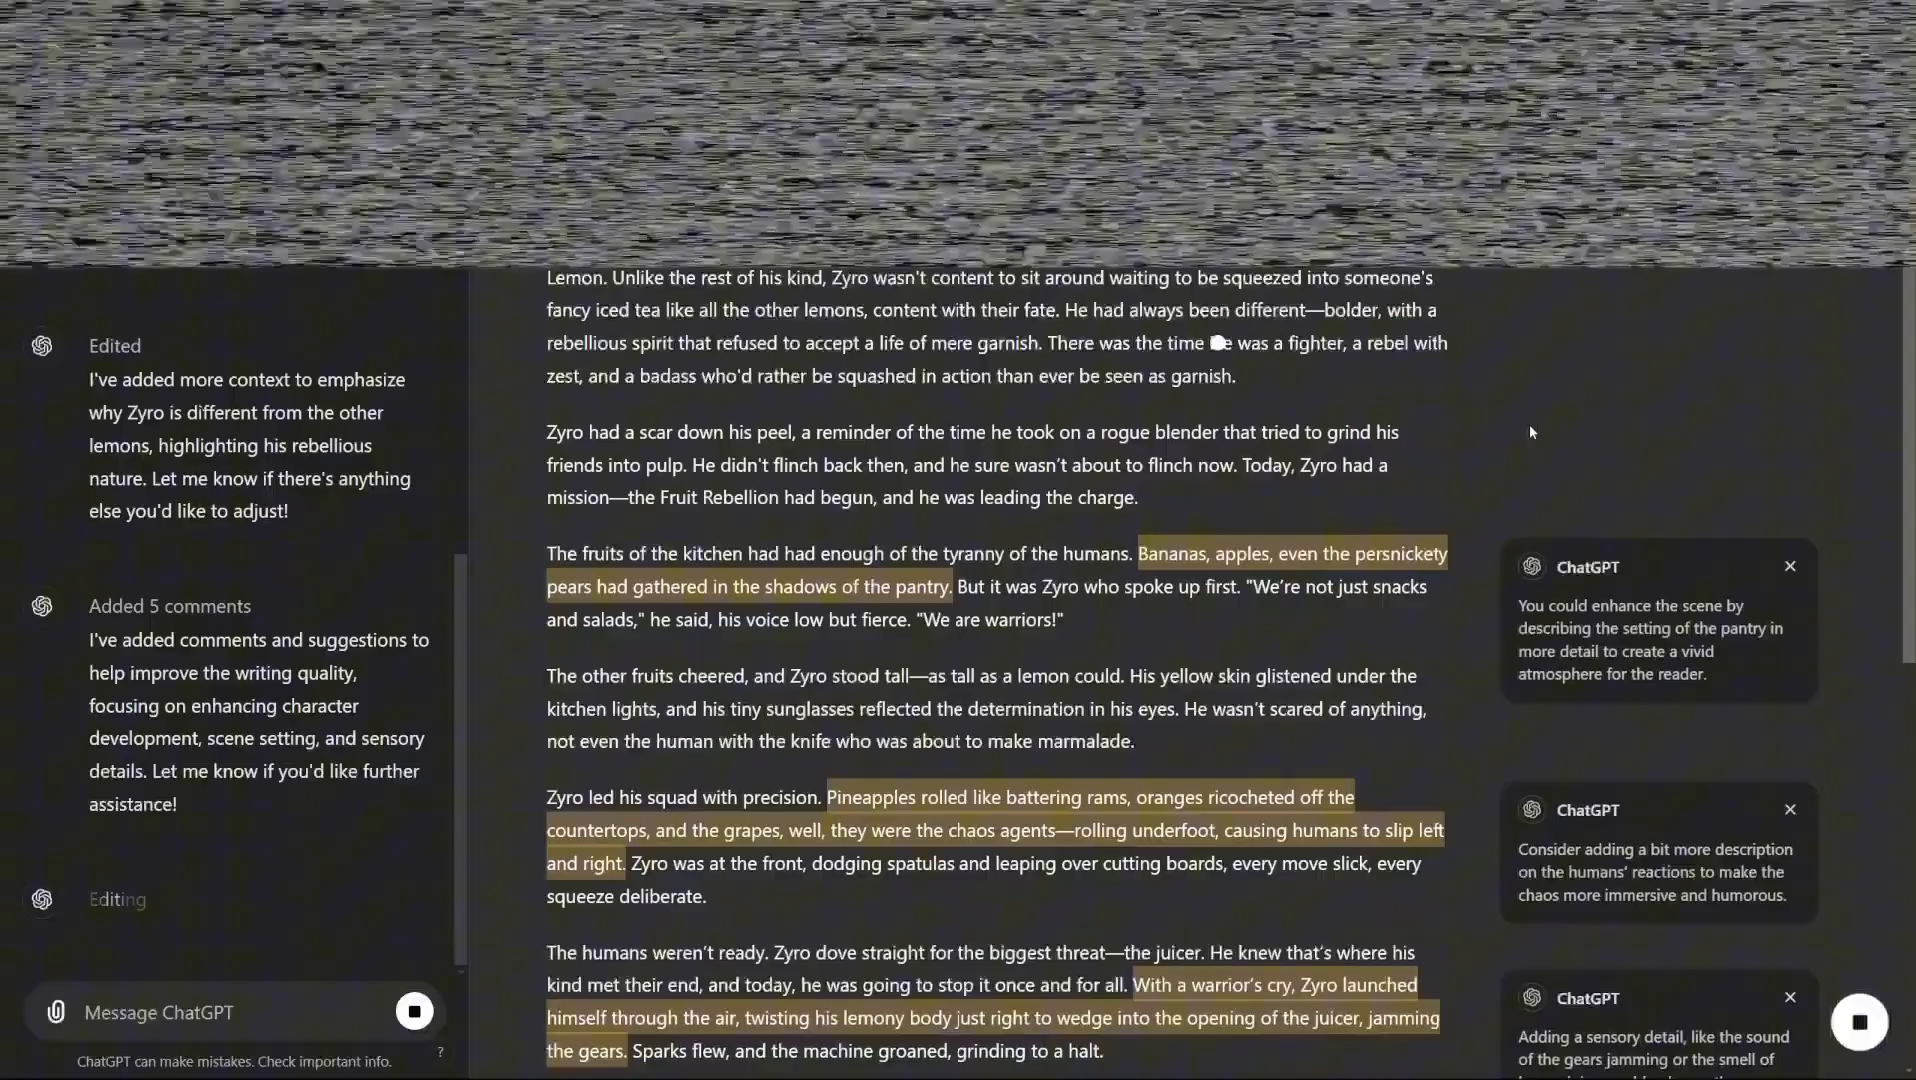 Edited
I've added more context to emphasize
why Zyro is different from the other
lemons, highlighting his rebellious
nature. Let me know if there's anything
else you'd like to adjust!
Added 5 comments
I've added comments and suggestions to
help improve the writing quality,
focusing on enhancing character
development, scene setting, and sensory
details. Let me know if you'd like further
assistance!
Editing
Message ChatGPT
ChatGPT can make mistakes. Check important info.
?
Lemon. Unlike the rest of his kind, Zyro wasn't content to sit around waiting to be squeezed into someone's
fancy iced tea like all the other lemons, content with their fate. He had always been different—bolder, with a
rebellious spirit that refused to accept a life of mere garnish. There was the time was a fighter, a rebel with
zest, and a badass who'd rather be squashed in action than ever be seen as garnish.
Zyro had a scar down his peel, a reminder of the time he took on a rogue blender that tried to grind his
friends into pulp. He didn't flinch back then, and he sure wasn't about to flinch now. Today, Zyro had a
mission—the Fruit Rebellion had begun, and he was leading the charge.
The fruits of the kitchen had had enough of the tyranny of the humans. Bananas, apples, even the persnickety
pears had gathered in the shadows of the pantry. But it was Zyro who spoke up first. "We're not just snacks
and salads," he said, his voice low but fierce. "We are warriors!"
The other fruits cheered, and Zyro stood tall—as tall as a lemon could. His yellow skin glistened under the
kitchen lights, and his tiny sunglasses reflected the determination in his eyes. He wasn't scared of anything,
not even the human with the knife who was about to make marmalade.
Zyro led his squad with precision. Pineapples rolled like battering rams, oranges ricocheted off the
countertops, and the grapes, well, they were the chaos agents—rolling underfoot, causing humans to slip left
and right. Zyro was at the front, dodging spatulas and leaping over cutting boards, every move slick, every
squeeze deliberate.
The humans weren't ready. Zyro dove straight for the biggest threat—the juicer. He knew that's where his
kind met their end, and today, he was going to stop it once and for all. With a warrior's cry, Zyro launched
himself through the air, twisting his lemony body just right to wedge into the opening of the juicer, jamming
the gears. Sparks flew, and the machine groaned, grinding to a halt.
ChatGPT
You could enhance the scene by
describing the setting of the pantry in
more detail to create a vivid
atmosphere for the reader.
ChatGPT
Consider adding a bit more description
on the humans' reactions to make the
chaos more immersive and humorous.
ChatGPT
Adding a sensory detail, like the sound
of the gears jamming or the smell of